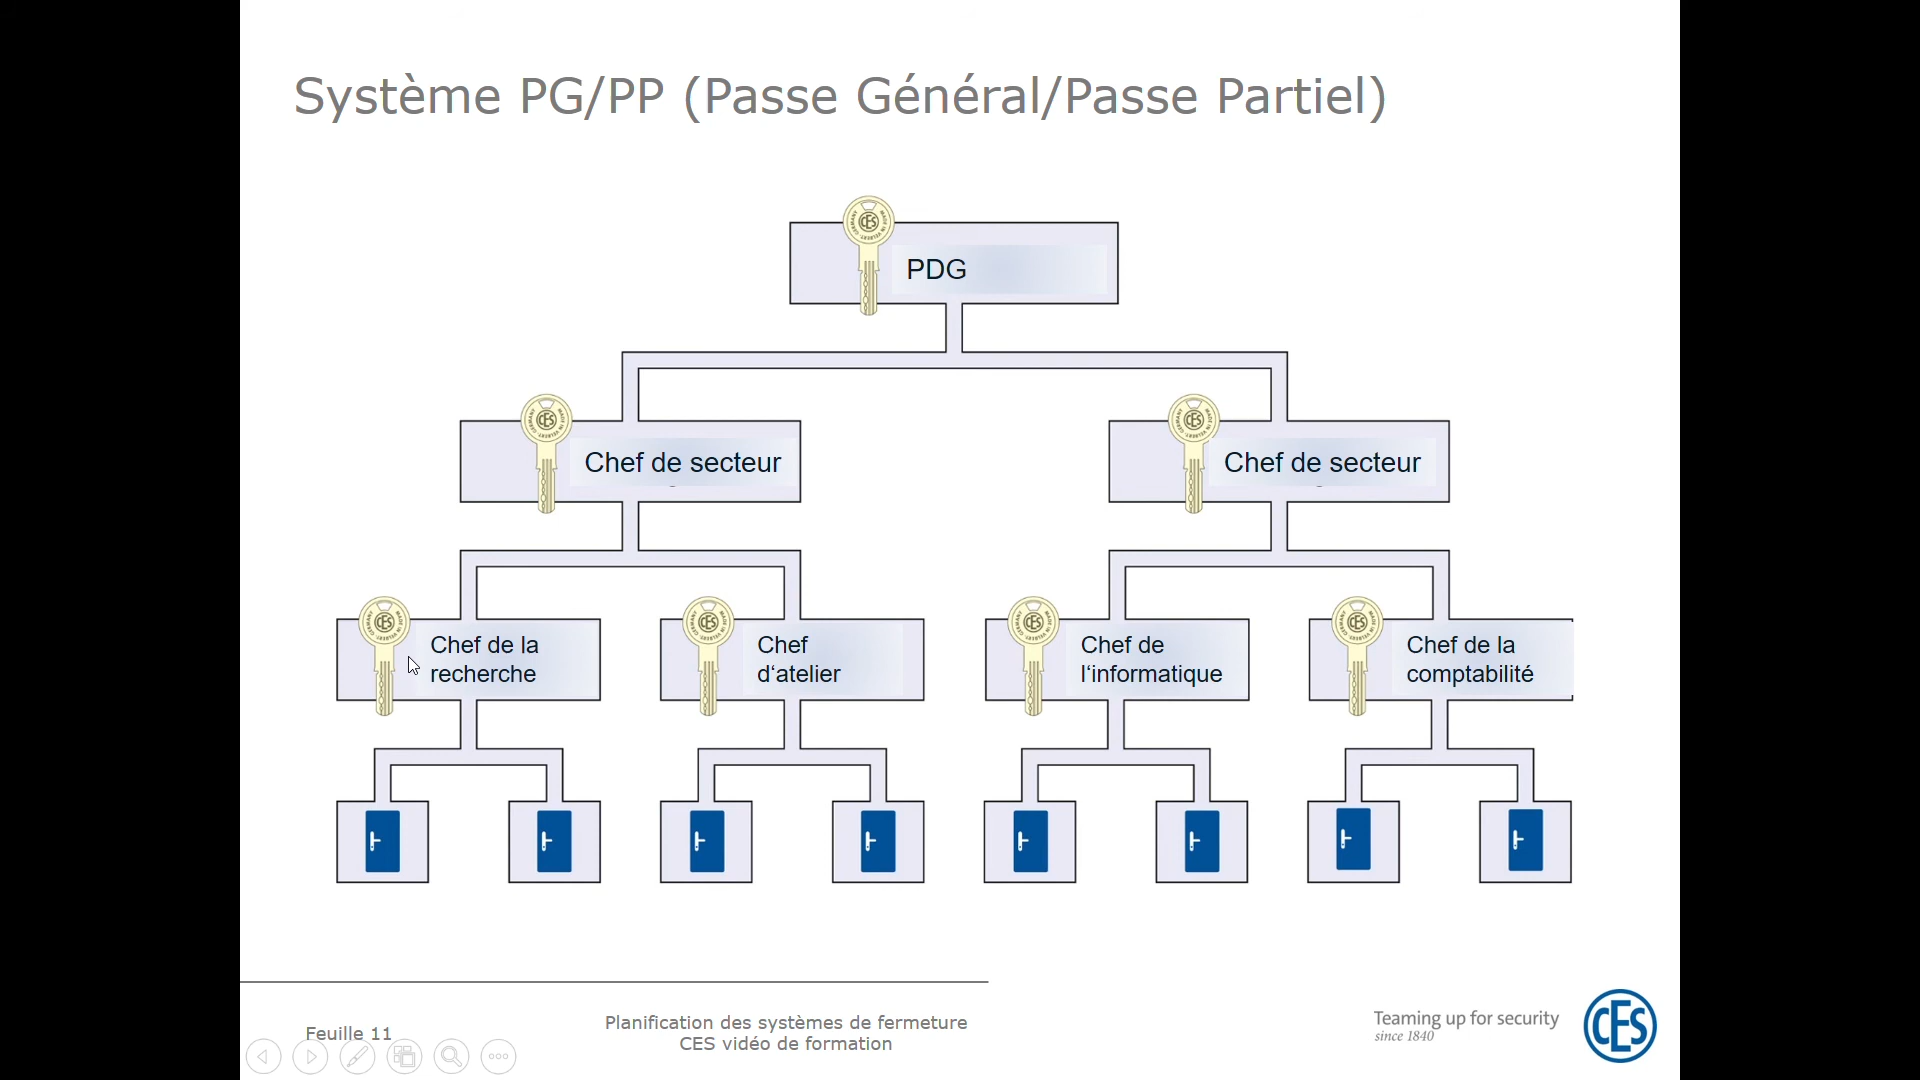 Système PG/PP (Passe Général/Passe Partiel)
PDG
Chef de secteur
Chef de secteur
Chef de la
recherche
Chef
d‘atelier
Chef de
l‘informatique
Chef de la
comptabilité
Feuille 11
Planification des systèmes de fermeture
CES vidéo de formation
Teaming up for security
since 1840
CES